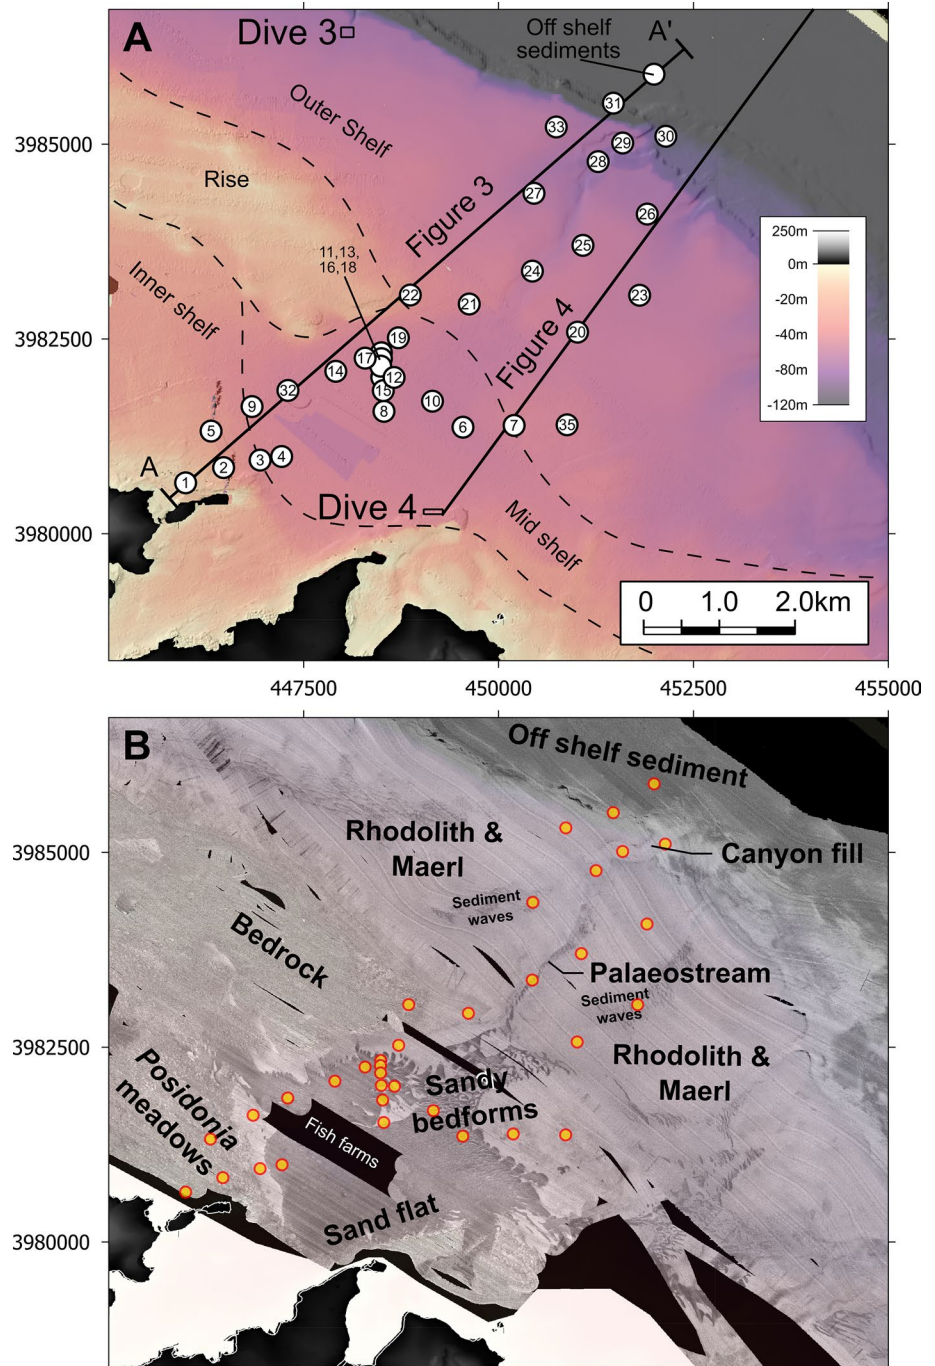 A
Dive 3
Off shelf
sediments
A'
31
33
30
29
28
Outer Shelf
Rise
27
26
Figure 3
25
24
11,13,
16,18
Inner shelf
22
21
23
20
19
17
12
14
15
32
10
9
8
5
6
7
35
Figure 4
3
4
2
1
A
Dive 4
Mid shelf
250m
0m
-20m
-40m
-80m
-120m
0 1.0 2.0km
3985000
3982500
3980000
447500 450000 452500 455000
B
Off shelf sediment
Rhodolith &
Maerl
Canyon fill
Sediment
waves
Bedrock
Palaeostream
Sediment
waves
Rhodolith &
Maerl
Posidonia
meadows
Sandy
bedforms
Fish farms
Sand flat
3985000
3982500
3980000